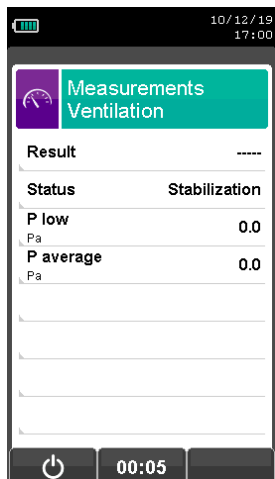 10/12/19
17:00
Measurements
Ventilation
Result -----
Status Stabilization
P low 0.0
Pa
P average 0.0
Pa
00:05